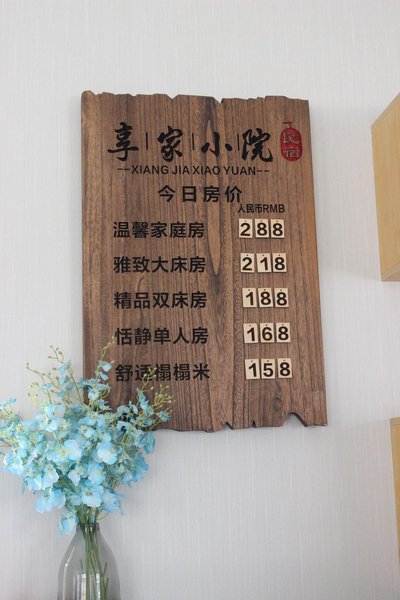 享家小院 民宿
--XIANG JIA XIAO YUAN--
今日房价
人民币RMB
温馨家庭房 288
雅致大床房 218
精品双床房 188
恬静单人房 168
舒适榻榻米 158